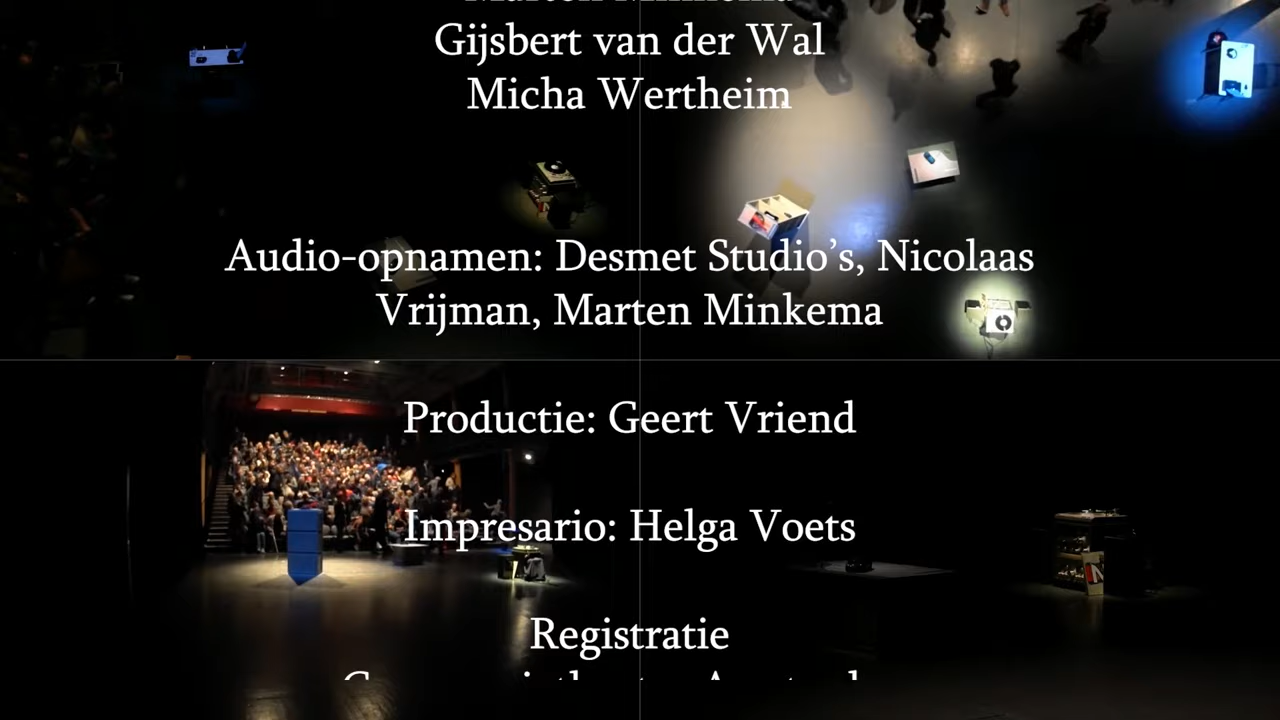 Gijsbert van der Wal
Micha Wertheim
Audio-opnamen: Desmet Studio’s, Nicolaas
Vrijman, Marten Minkema
Productie: Geert Vriend
Impresario: Helga Voets
Registratie